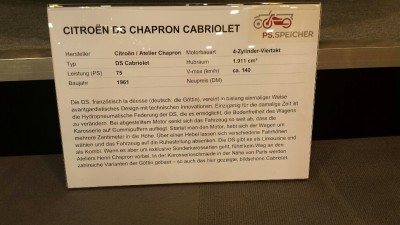 CITROËN DS CHAPRON CABRIOLET
PS.SPEICHER
Hersteller Citroën / Atelier Chapron Motorbauart 4-Zylinder-Viertakt
Typ DS Cabriolet Hubraum 1.911 cm³
Leistung (PS) 75 V-max (km/h) ca. 140
Baujahr 1961 Neupreis (DM)
Die DS, französisch la déesse (deutsch: die Göttin), vereint in bislang einmaliger Weise
avantgardistisches Design mit technischen Innovationen. Einzigartig für die damalige Zeit ist
die Hydropneumatische Federung der DS, die es ermöglicht, die Bodenfreiheit des Wagens
zu verändern. Bei abgestelltem Motor senkt sich das Fahrzeug so weit ab, dass die
Karosserie auf Gummipuffern aufliegt. Startet man den Motor, hebt sich der Wagen um
mehrere Zentimeter in die Höhe. Über einen Hebel lassen sich verschiedene Fahrhöhen
wählen und das Fahrzeug auf die Ruhestellung absenken. Die DS gibt es als Limousine und
als Kombi. Wenn es aber um exklusive Sonderkarosserien geht, führt kein Weg an den
Ateliers Henri Chapron vorbei. In der Karosserieschmiede in der Nähe von Paris werden
zahlreiche Varianten der Göttin gebaut – so auch das hier gezeigte, bildschöne Cabriolet.